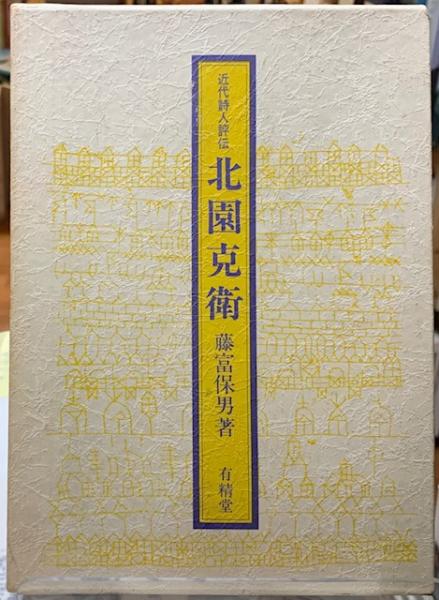 近代詩人評伝
北園克衛
藤富保男著
有精堂